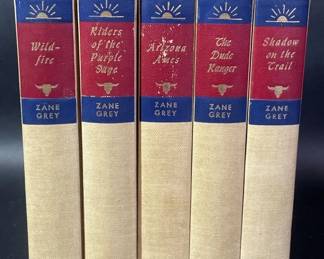 Wild-
fire
ZANE
GREY
Riders
of the
Purple
Sage
ZANE
GREY
Arizona
Ames
ZANE
GREY
The
Dude
Ranger
ZANE
GREY
Shadow
on the
Trail
ZANE
GREY